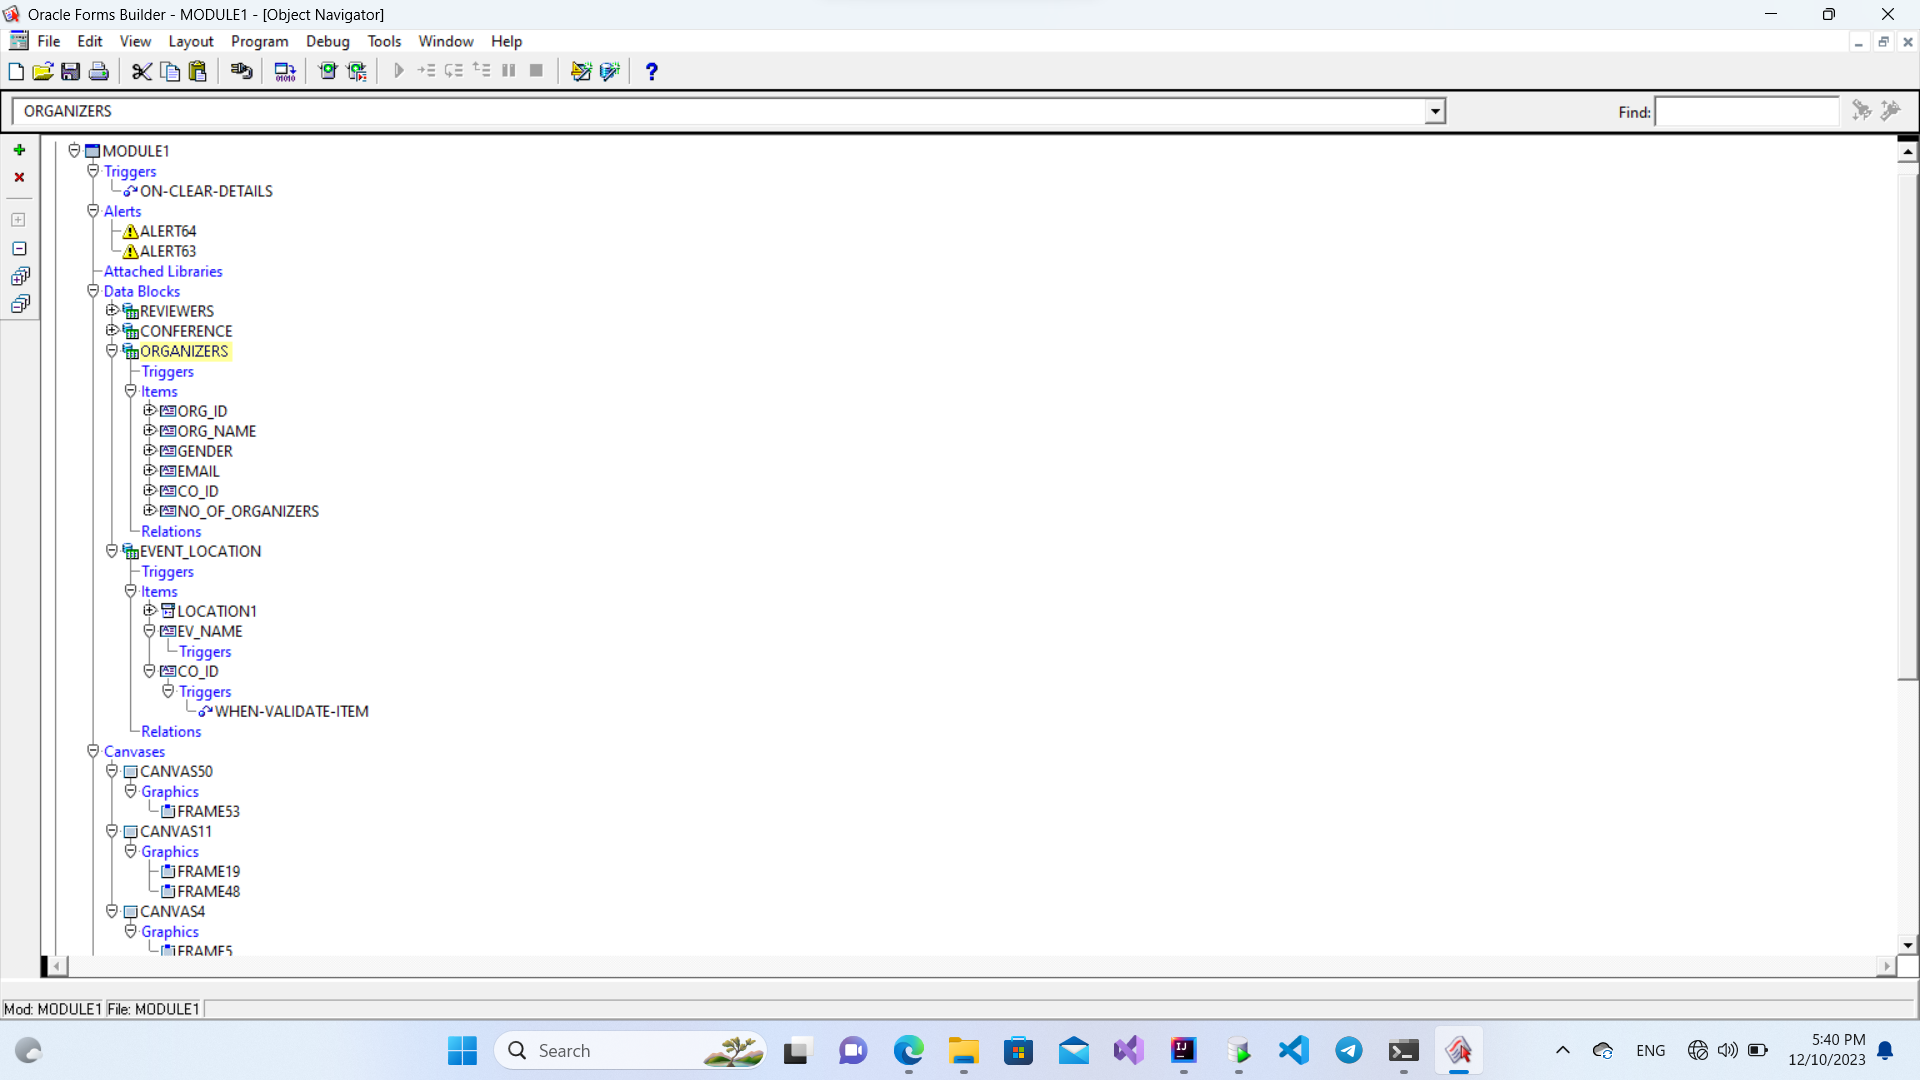 Oracle Forms Builder - MODULE1 - [Object Navigator]
File Edit View Layout Program Debug Tools Window Help
ORGANIZERS
Find:
MODULE1
Triggers
ON-CLEAR-DETAILS
Alerts
ALERT64
ALERT63
Attached Libraries
Data Blocks
REVIEWERS
CONFERENCE
ORGANIZERS
Triggers
Items
ORG_ID
ORG_NAME
GENDER
EMAIL
CO_ID
NO_OF_ORGANIZERS
Relations
EVENT_LOCATION
Triggers
Items
LOCATION1
EV_NAME
Triggers
CO_ID
Triggers
WHEN-VALIDATE-ITEM
Relations
Canvases
CANVAS50
Graphics
FRAME53
CANVAS11
Graphics
FRAME19
FRAME48
CANVAS4
Graphics
FRAME5
Mod: MODULE1 File: MODULE1
Search
ENG
5:40 PM
12/10/2023